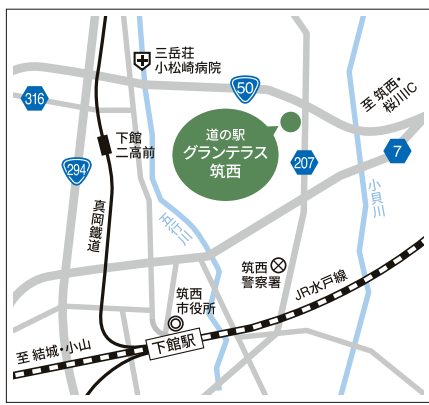 三岳荘
小松崎病院
50
至 筑西・
桜川IC
316
道の駅
グランテラス
筑西
下館
二高前
7
207
294
小貝川
真岡鐵道
五行川
筑西
警察署
JR水戸線
筑西
市役所
下館駅
至 結城・小山